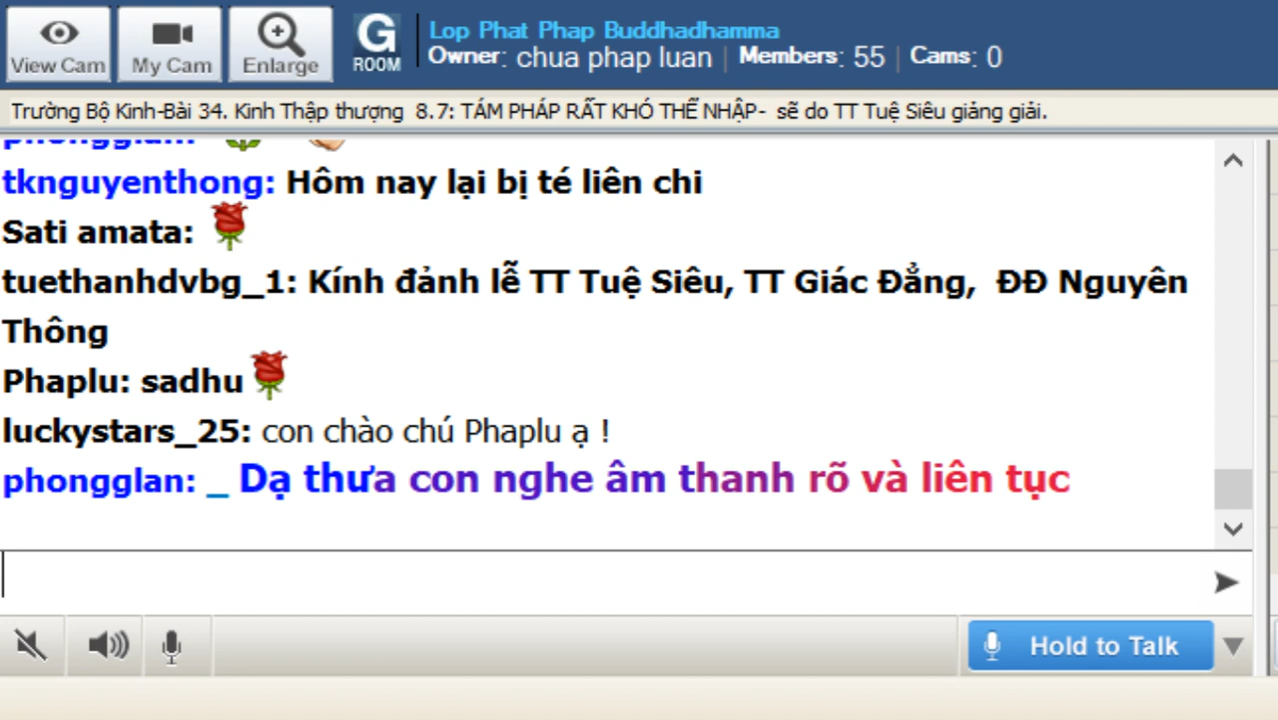 View Cam
My Cam
Enlarge
G
ROOM
Lop Phat Phap Buddhadhamma
Owner: chua phap luan | Members: 55 | Cams: 0
Trường Bộ Kinh-Bài 34. Kinh Thập thượng 8.7: TÁM PHÁP RẤT KHÓ THỂ NHẬP- sẽ do TT Tuệ Siêu giảng giải.
phongglan:
tknguyenthong: Hôm nay lại bị té liên chi
Sati amata:
tuethanhdvbg_1: Kính đảnh lễ TT Tuệ Siêu, TT Giác Đẳng, ĐĐ Nguyên
Thông
Phaplu: sadhu
luckystars_25: con chào chú Phaplu ạ !
phongglan: _ Dạ thưa con nghe âm thanh rõ và liên tục
Hold to Talk